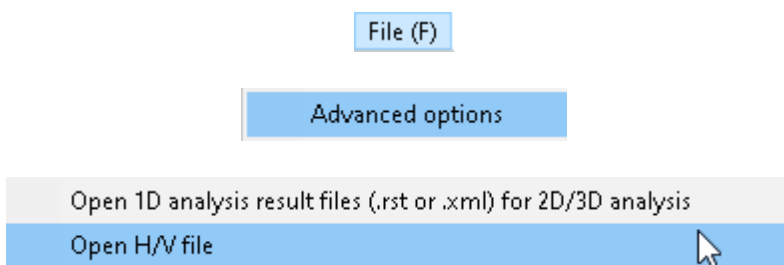 File (F)
Advanced options
Open 1D analysis result files (.rst or .xml) for 2D/3D analysis
Open H/V file